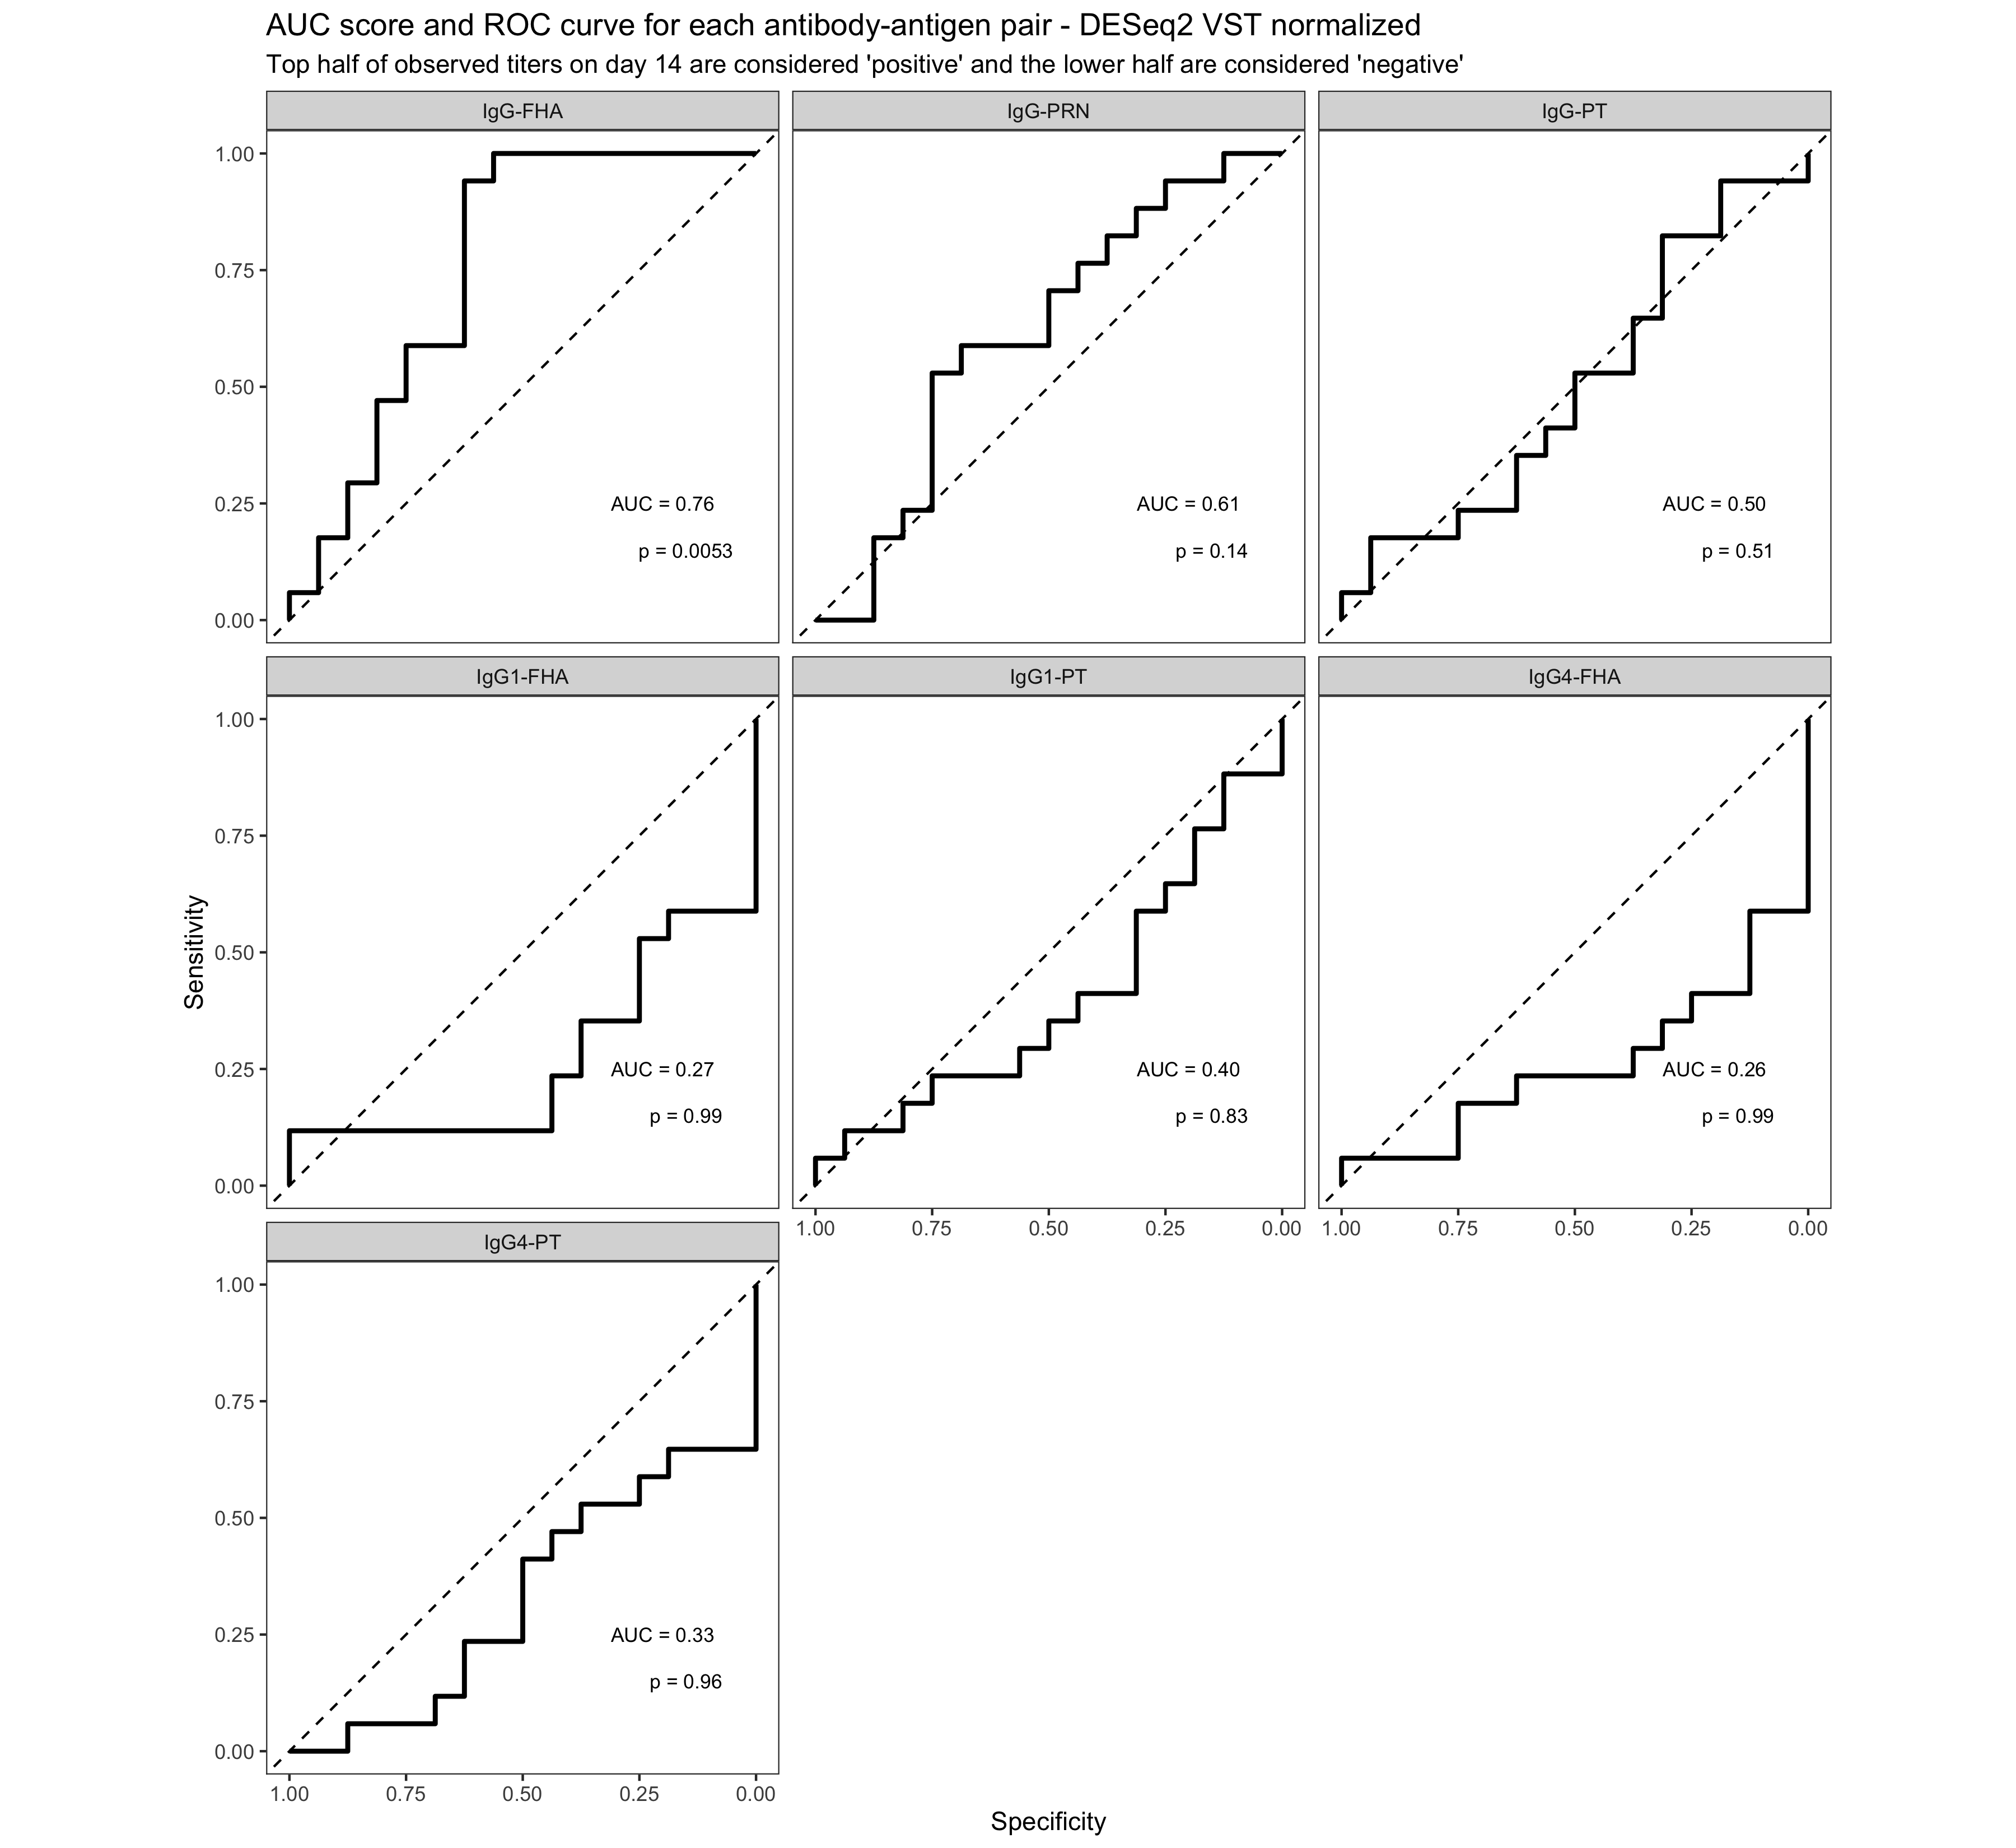 AUC score and ROC curve for each antibody-antigen pair - DESeq2 VST normalized
Top half of observed titers on day 14 are considered 'positive' and the lower half are considered 'negative'
IgG-FHA
IgG-PRN
IgG-PT
1.00
0.75
0.50
0.25
0.00
AUC = 0.76
p = 0.0053
AUC = 0.61
p = 0.14
AUC = 0.50
p = 0.51
IgG1-FHA
IgG1-PT
IgG4-FHA
Sensitivity
1.00
0.75
0.50
0.25
0.00
AUC = 0.27
p = 0.99
AUC = 0.40
p = 0.83
AUC = 0.26
p = 0.99
1.00 0.75 0.50 0.25 0.00
1.00 0.75 0.50 0.25 0.00
IgG4-PT
1.00
0.75
0.50
0.25
0.00
AUC = 0.33
p = 0.96
1.00 0.75 0.50 0.25 0.00
Specificity